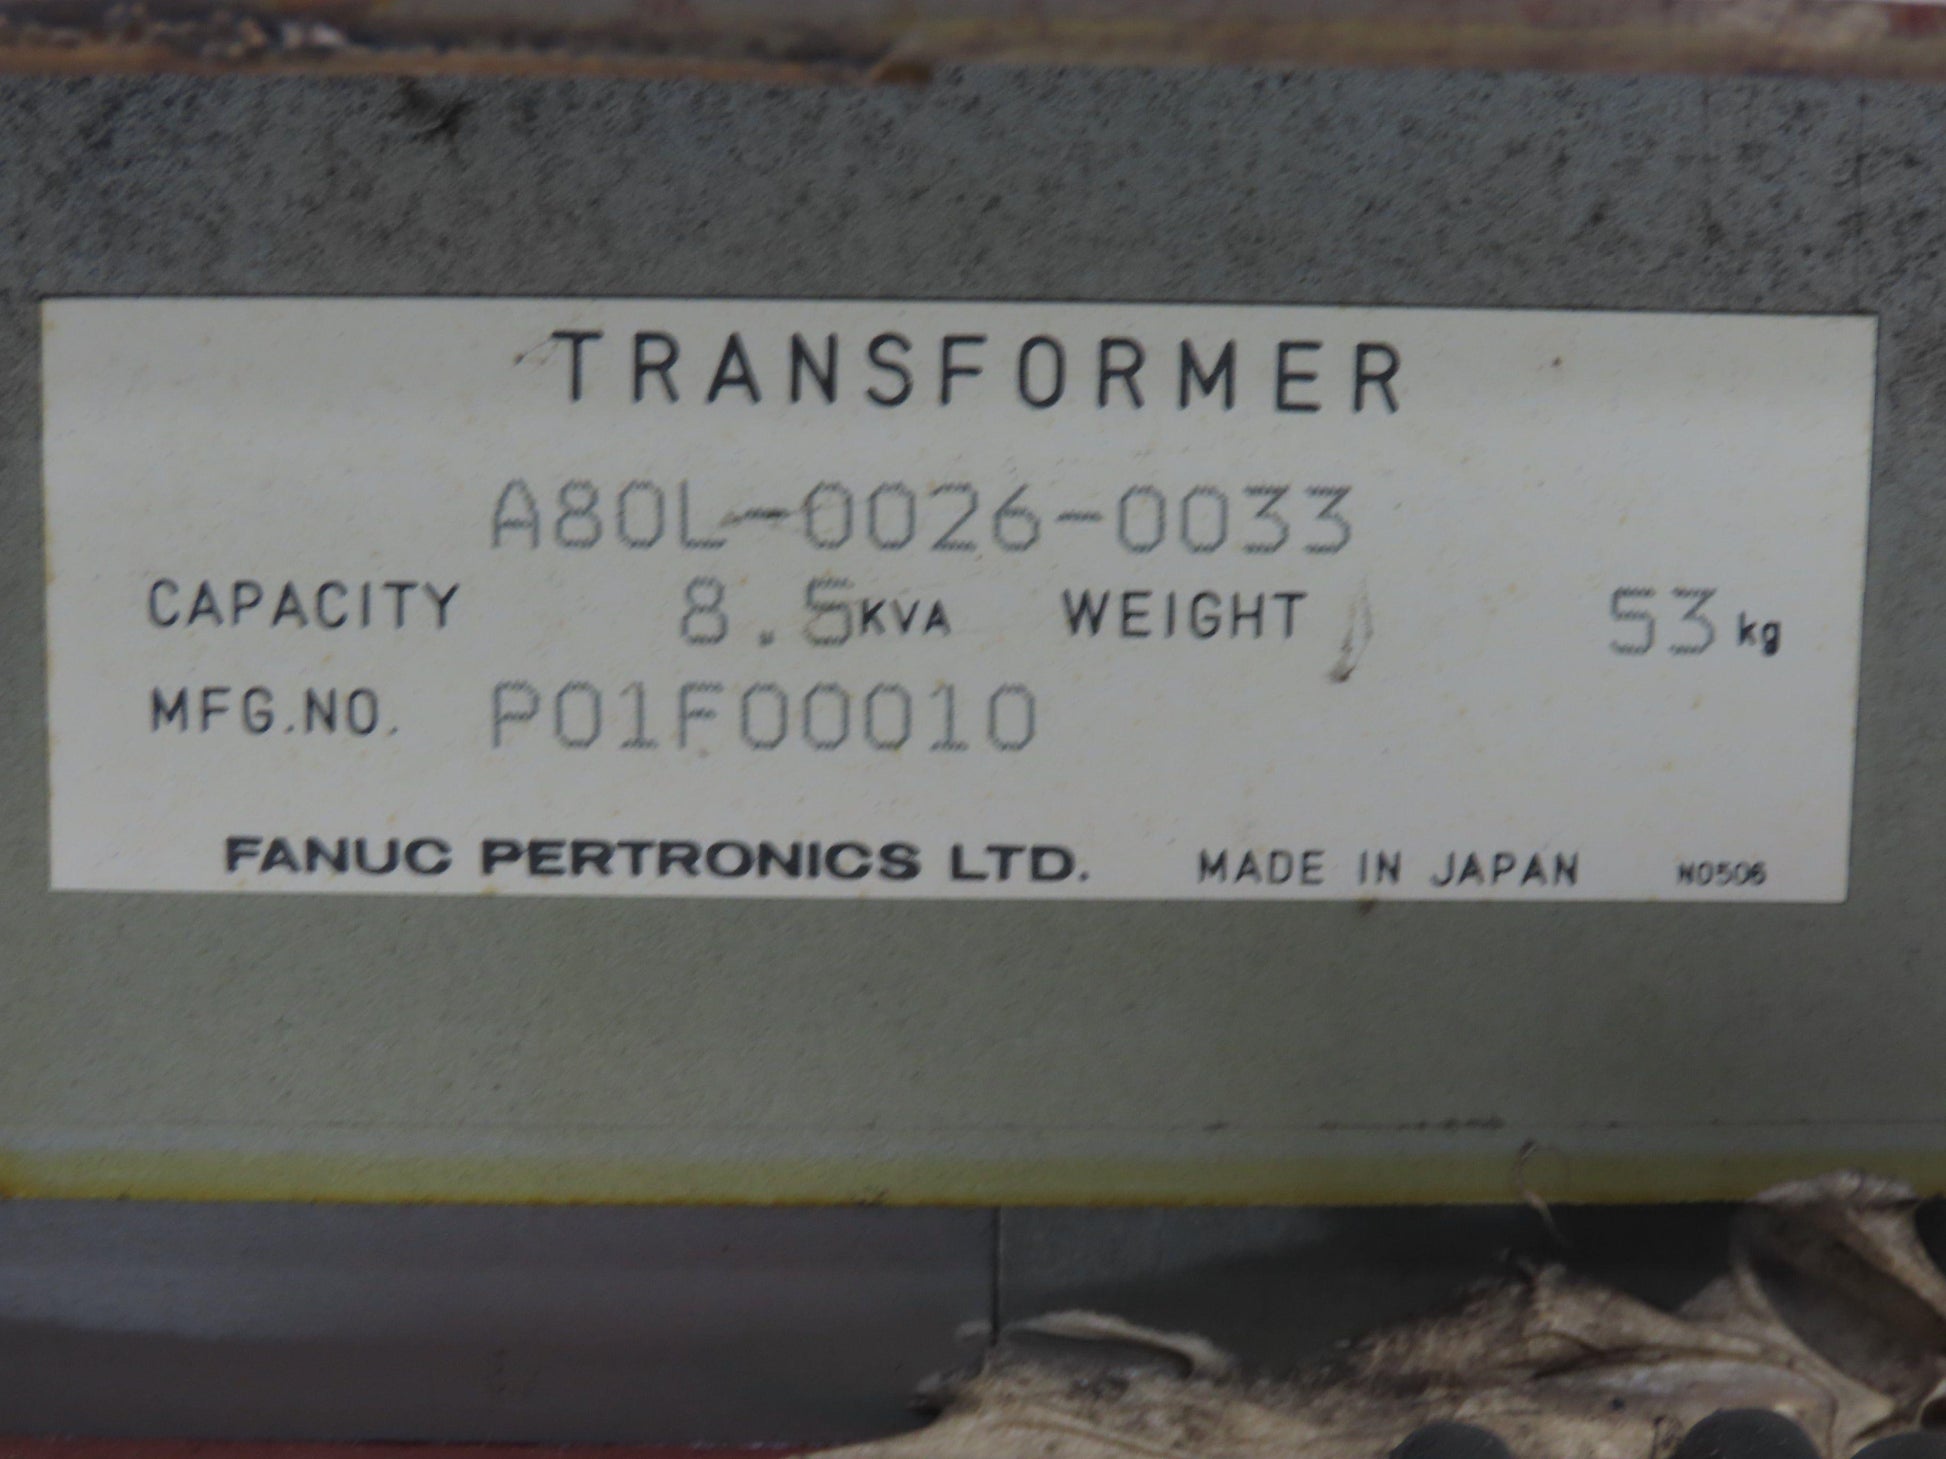 TRANSFORMER
A80L-0026-0033
CAPACITY 8.5KVA WEIGHT 53kg
MFG.NO. P01F00010
FANUC PERTRONICS LTD. MADE IN JAPAN N0506